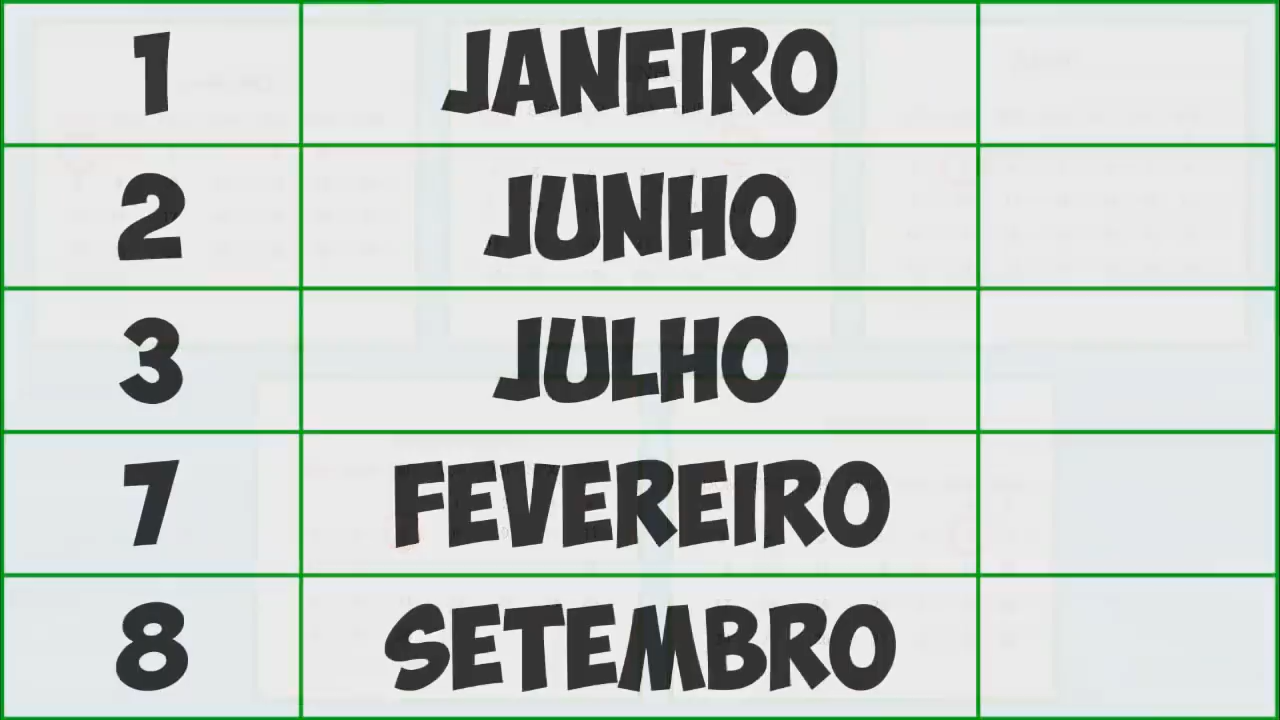 1 JANEIRO
2 JUNHO
3 JULHO
7 FEVEREIRO
8 SETEMBRO